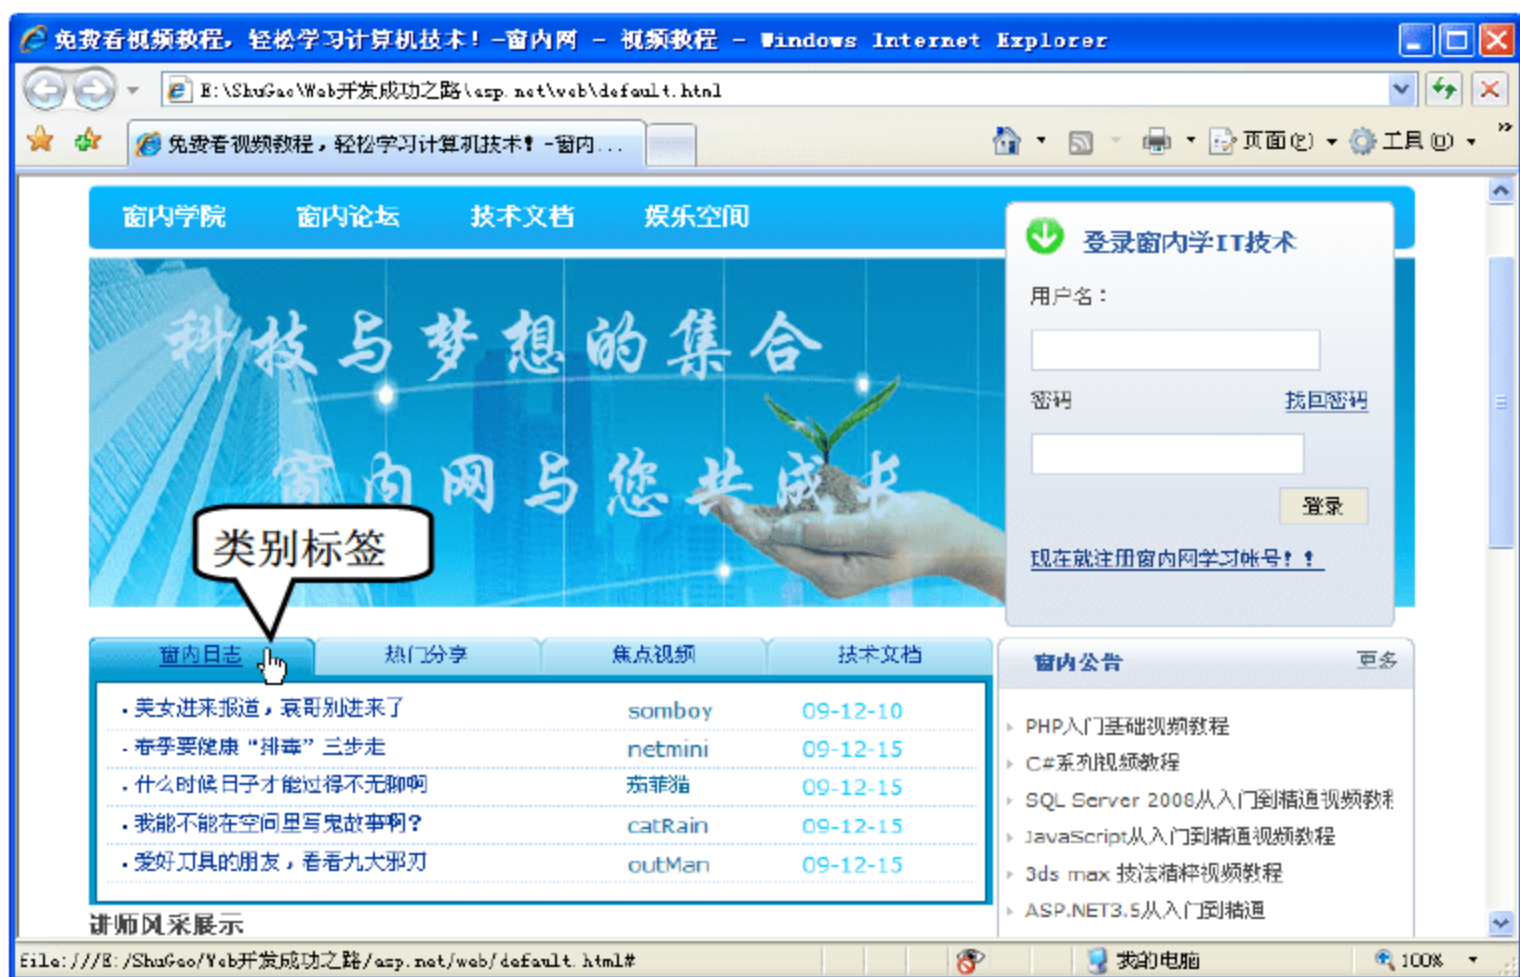 免费看视频教程，轻松学习计算机技术！-窗内网 - 视频教程 - Windows Internet Explorer
E:\ShuGao\Web开发成功之路\asp.net\web\default.html
免费看视频教程，轻松学习计算机技术！-窗内...
页面(P) 工具(O) »
窗内学院 窗内论坛 技术文档 娱乐空间
登录窗内学IT技术
用户名：
科技与梦想的集合
密码 找回密码
窗内网与您共成长
登录
类别标签
现在就注册窗内网学习帐号！！
窗内日志 热门分享 焦点视频 技术文档
窗内公告 更多
· 美女进来报道，衰哥别进来了 somboy 09-12-10
· 春季要健康“排毒”三步走 netmini 09-12-15
· 什么时候日子才能过得不无聊啊 茄菲猫 09-12-15
· 我能不能在空间里写鬼故事啊？ catRain 09-12-15
· 爱好刀具的朋友，看看九大邪刃 outMan 09-12-15
PHP入门基础视频教程
C#系列视频教程
SQL Server 2008从入门到精通视频教程
JavaScript从入门到精通视频教程
3ds max 技法精粹视频教程
ASP.NET3.5从入门到精通
讲师风采展示
file:///E:/ShuGao/Web开发成功之路/asp.net/web/default.html# 我的电脑 100%